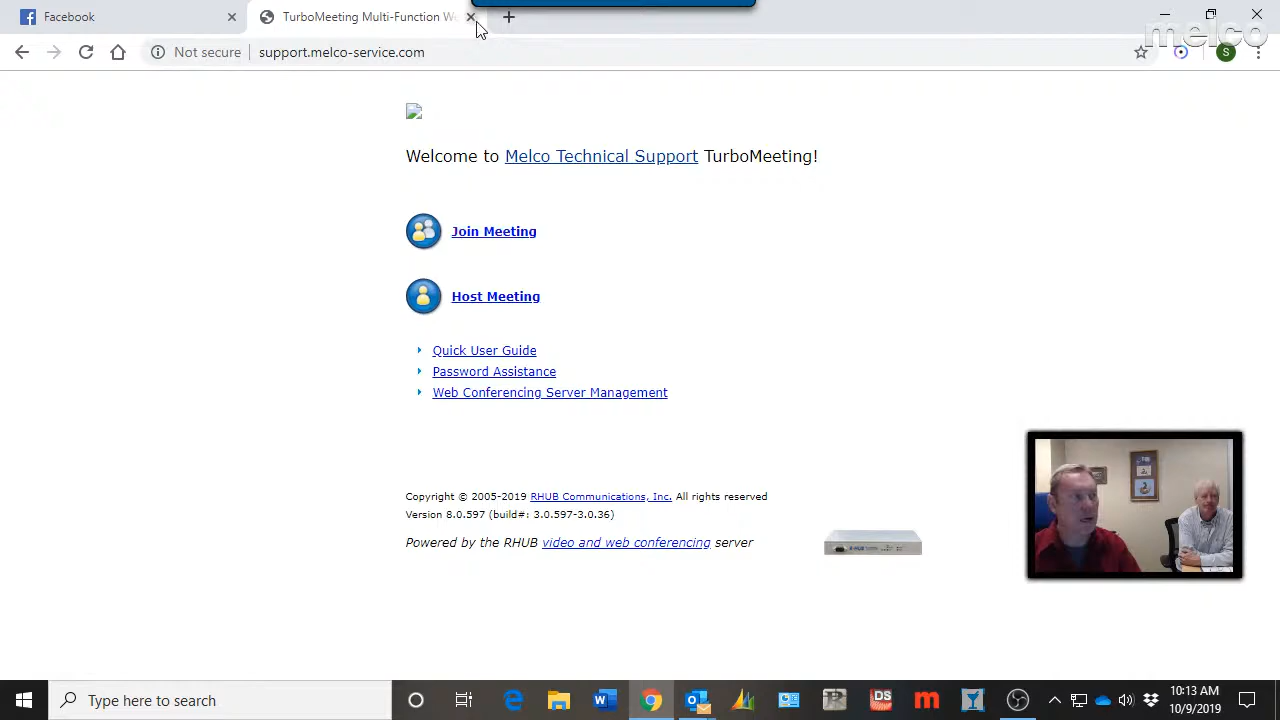 Facebook
TurboMeeting Multi-Function We
melco
Not secure
support.melco-service.com
S
Welcome to Melco Technical Support TurboMeeting!
Join Meeting
Host Meeting
Quick User Guide
Password Assistance
Web Conferencing Server Management
Copyright © 2005-2019 RHUB Communications, Inc. All rights reserved
Version 8.0.597 (build#: 3.0.597-3.0.36)
Powered by the RHUB video and web conferencing server
Type here to search
DS
10:13 AM
10/9/2019